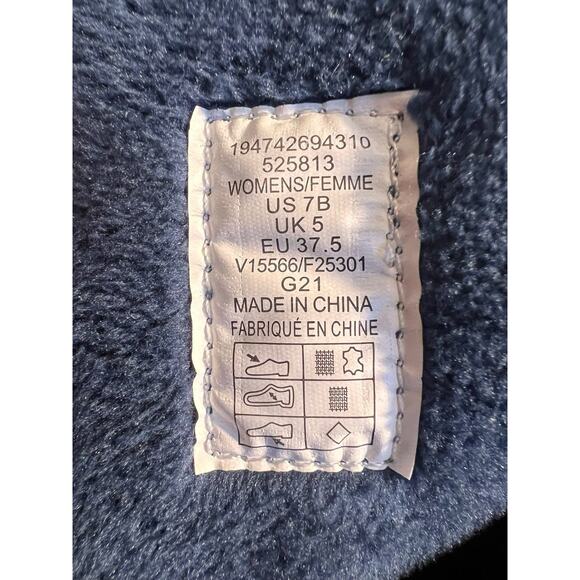 194742694310
525813
WOMENS/FEMME
US 7B
UK 5
EU 37.5
V15566/F25301
G21
MADE IN CHINA
FABRIQUÉ EN CHINE